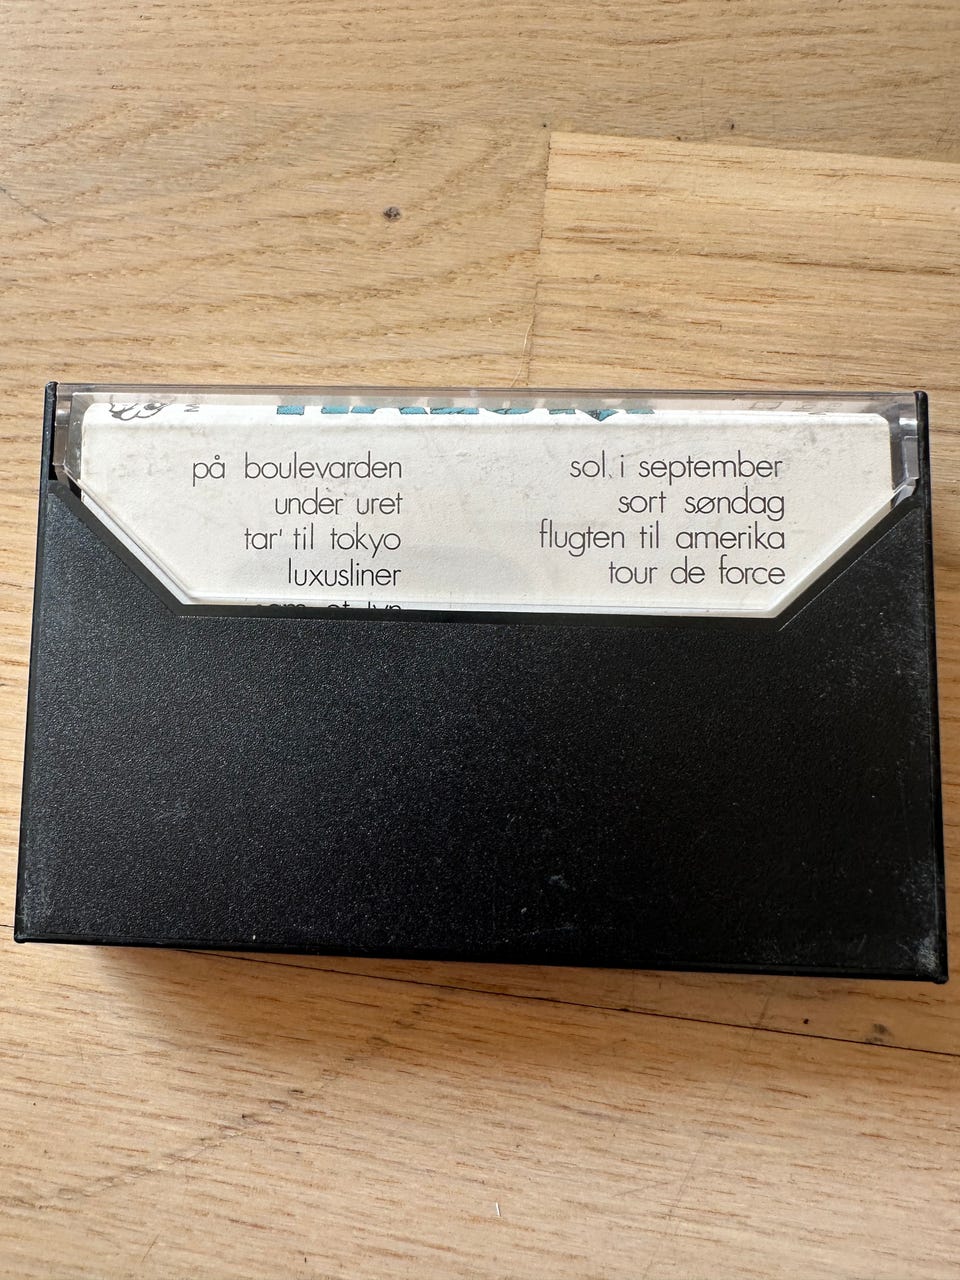 på boulevarden
under uret
tar' til tokyo
luxusliner
sol i september
sort søndag
flugten til amerika
tour de force